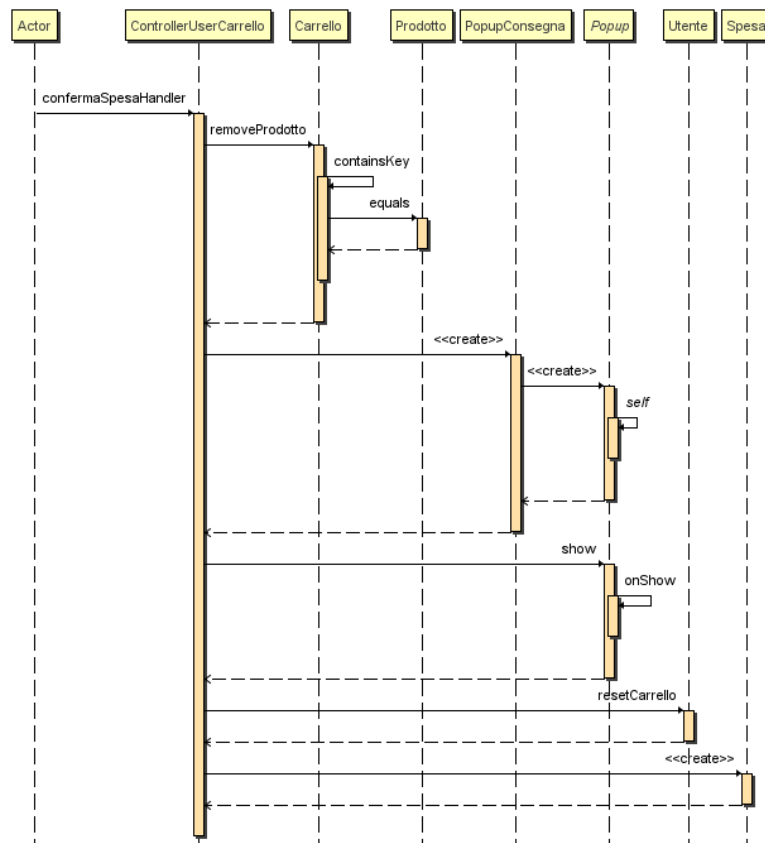 Actor ControllerUserCarrello Carrello Prodotto PopupConsegna Popup Utente Spesa
confermaSpesaHandler
removeProdotto
containsKey
equals
<<create>>
<<create>>
self
show
onShow
resetCarrello
<<create>>